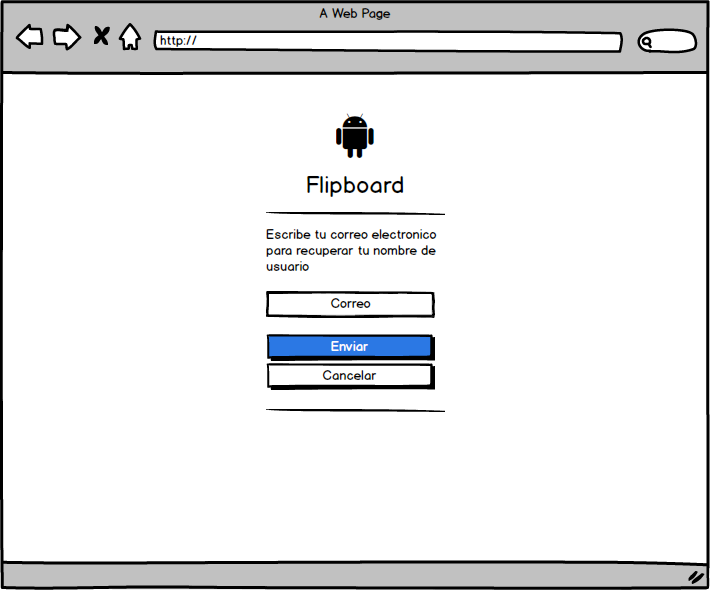 A Web Page
http://
Flipboard
Escribe tu correo electronico
para recuperar tu nombre de
usuario
Correo
Enviar
Cancelar